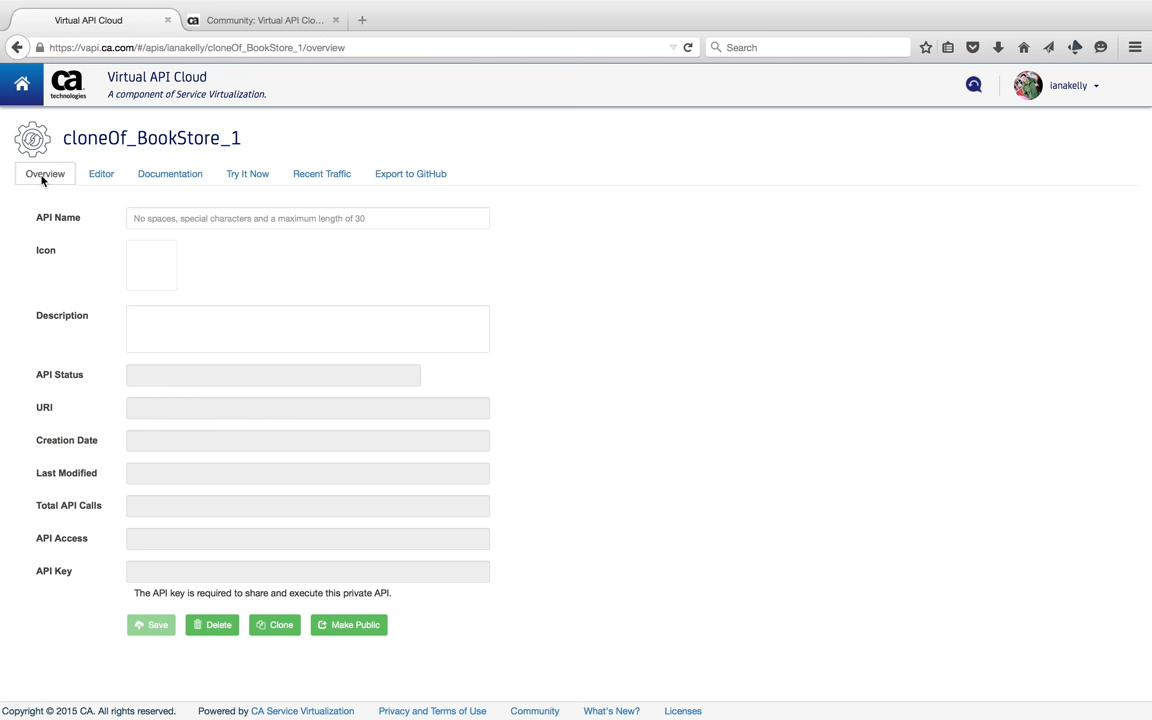 Virtual API Cloud
Community: Virtual API Clo...
https://vapi.ca.com/#/apis/ianakelly/cloneOf_BookStore_1/overview
Search
ca
technologies
Virtual API Cloud
A component of Service Virtualization.
ianakelly
cloneOf_BookStore_1
Overview
Editor
Documentation
Try It Now
Recent Traffic
Export to GitHub
API Name
No spaces, special characters and a maximum length of 30
Icon
Description
API Status
URI
Creation Date
Last Modified
Total API Calls
API Access
API Key
The API key is required to share and execute this private API.
Save
Delete
Clone
Make Public
Copyright © 2015 CA. All rights reserved.
Powered by CA Service Virtualization
Privacy and Terms of Use
Community
What's New?
Licenses